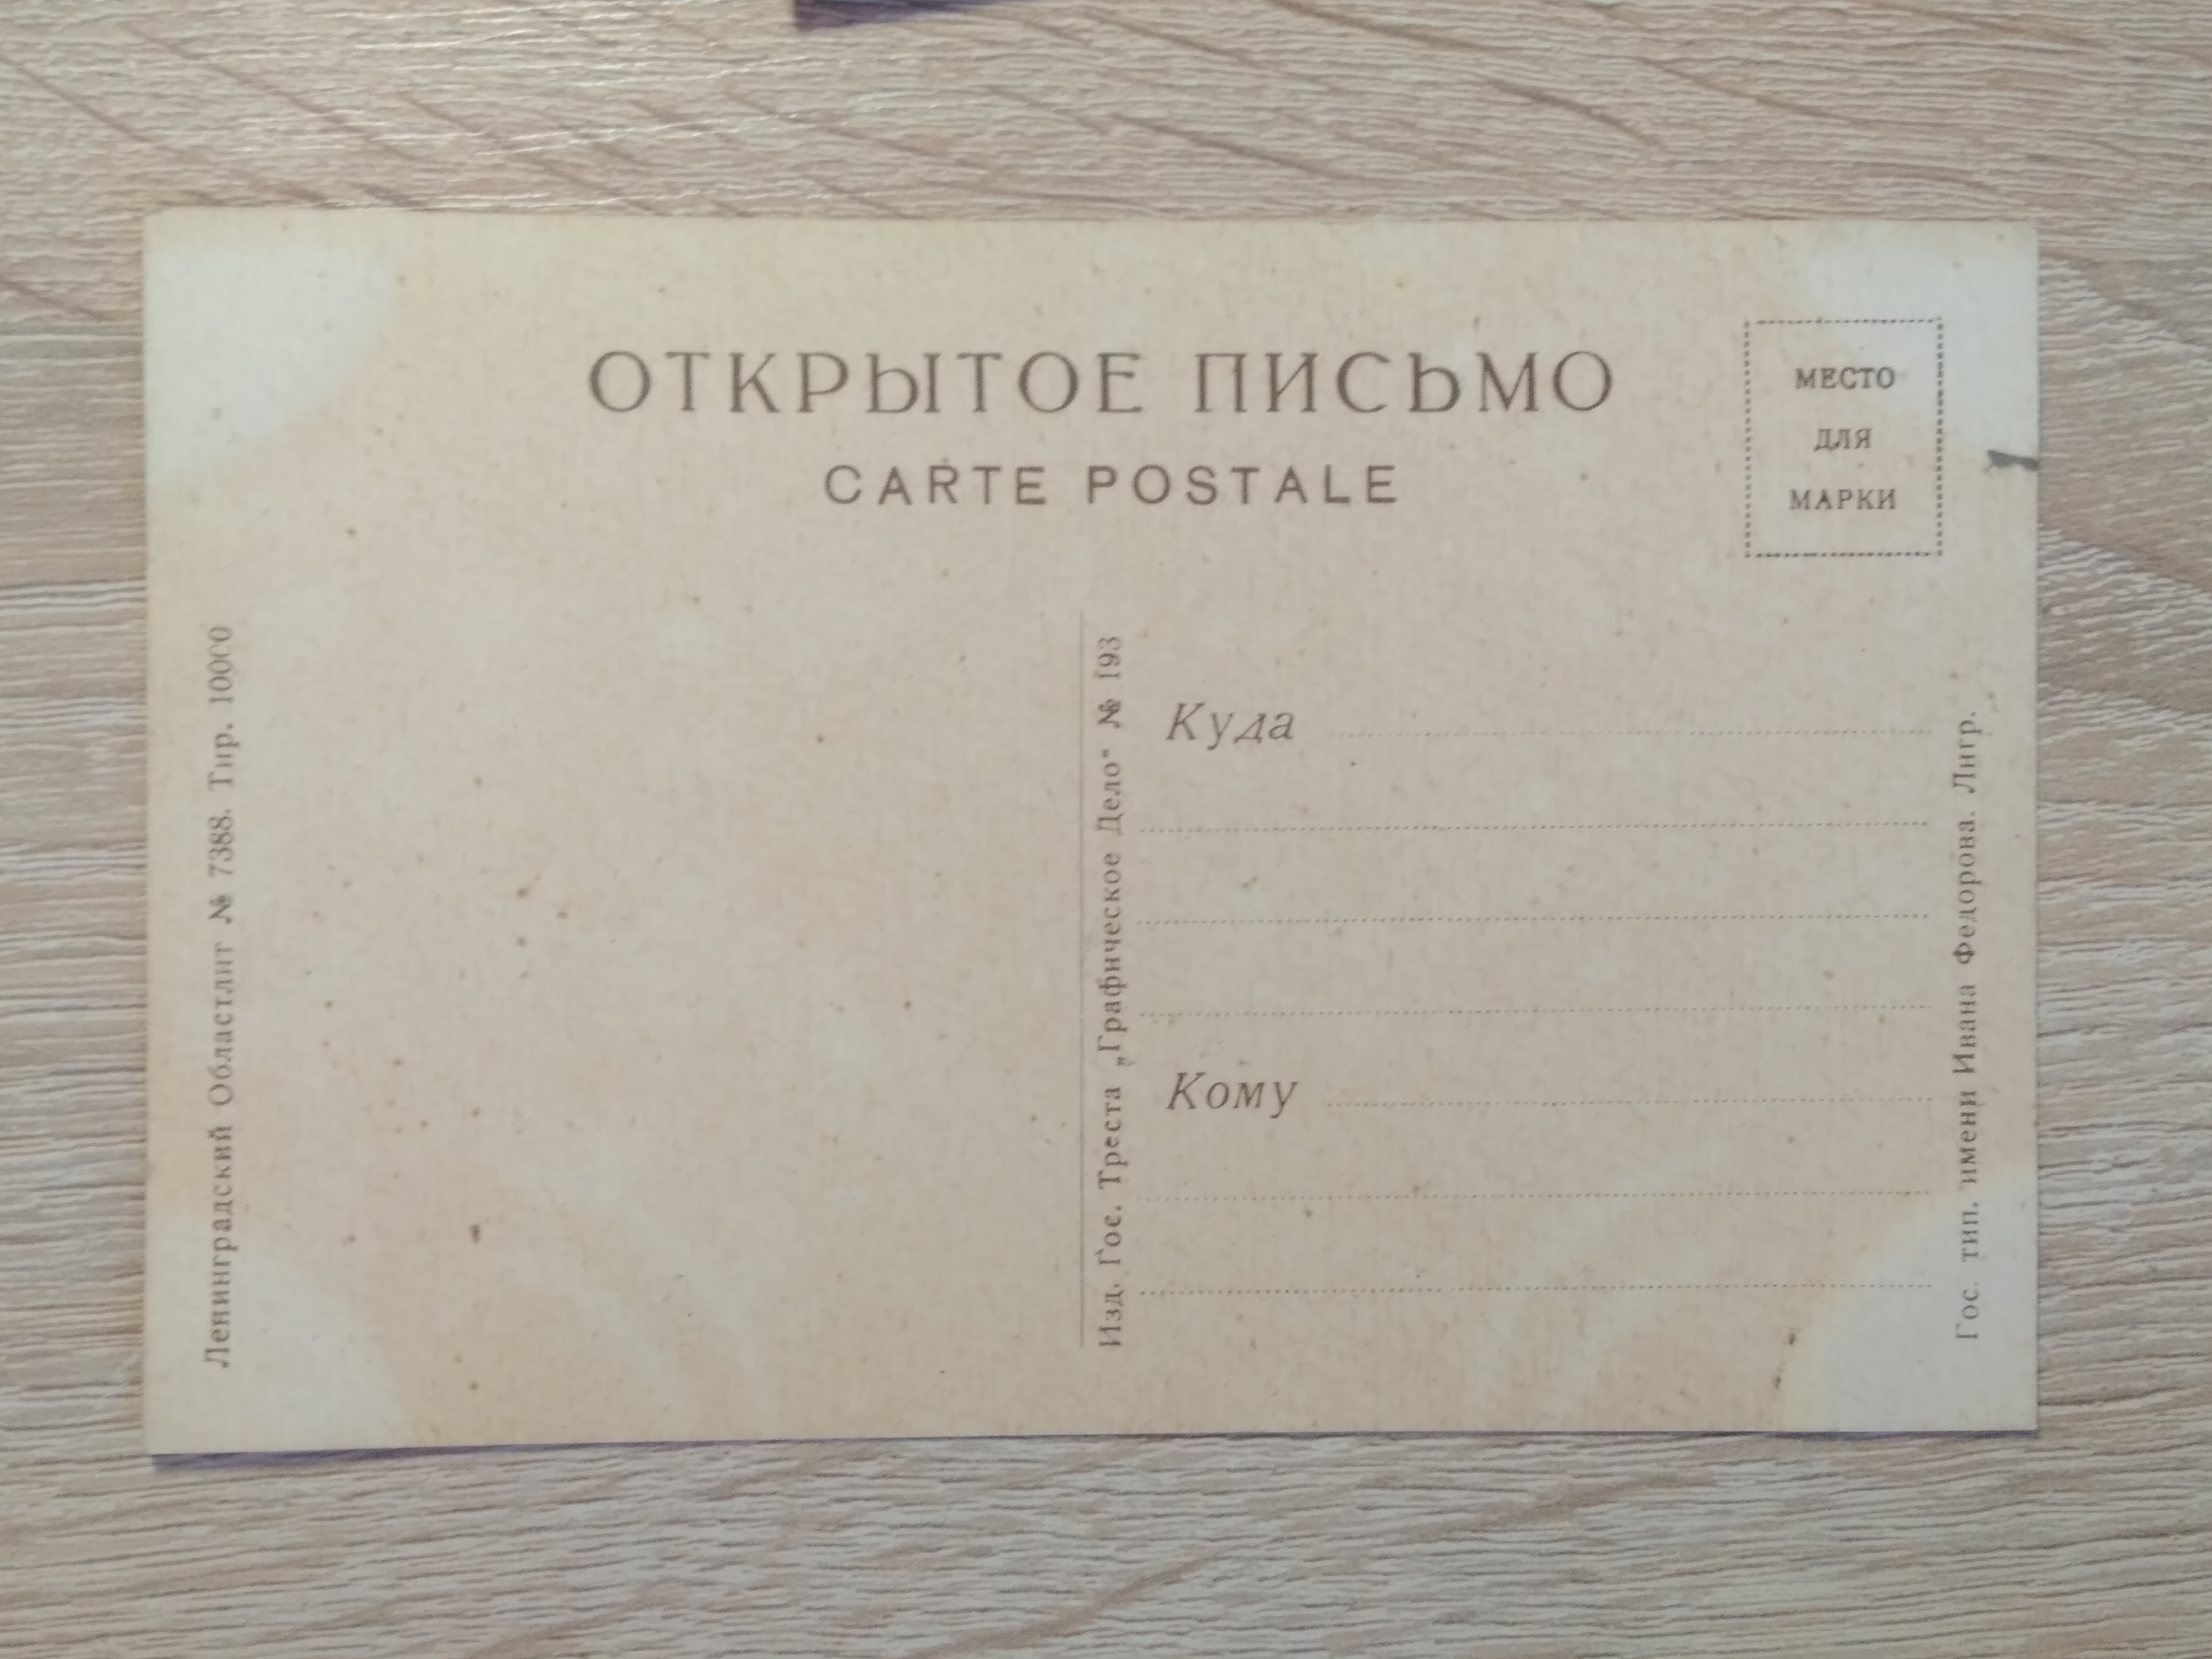 ОТКРЫТОЕ ПИСЬМО
CARTE POSTALE
МЕСТО
ДЛЯ
МАРКИ
Ленинградский Областлит № 7388. Тир. 10000
Изд. Гос. Треста „Графическое Дело“ № 193
Куда
Кому
Гос. тип. имени Ивана Федорова. Лнгр.